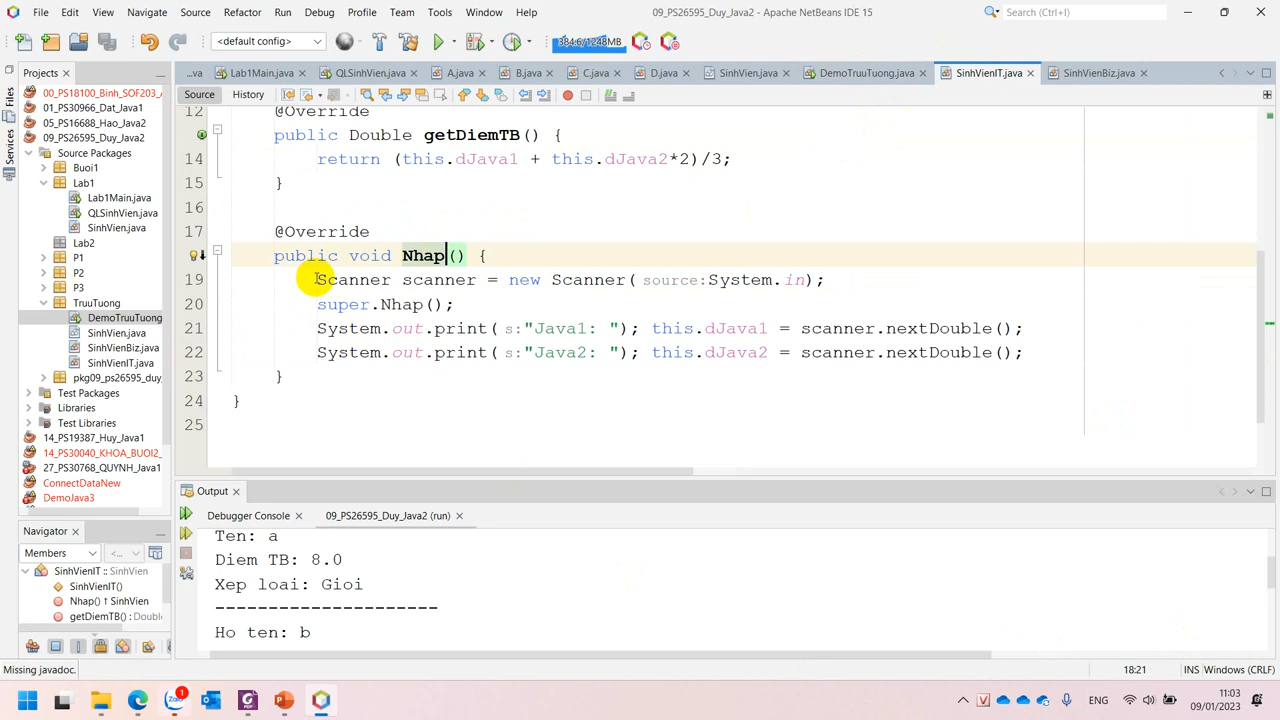 File Edit View Navigate Source Refactor Run Debug Profile Team Tools Window Help
09_PS26595_Duy_Java2 - Apache NetBeans IDE 15
Search (Ctrl+I)
<default config>
384.6/1248MB
Projects
...va Lab1Main.java QLSinhVien.java A.java B.java C.java D.java SinhVien.java DemoTruuTuong.java SinhVienIT.java SinhVienBiz.java
Source History
Files
Services
00_PS18100_Binh_SOF203_
01_PS30966_Dat_Java1
05_PS16688_Hao_Java2
09_PS26595_Duy_Java2
Source Packages
Buoi1
Lab1
Lab1Main.java
QLSinhVien.java
SinhVien.java
Lab2
P1
P2
P3
TruuTuong
DemoTruuTuong
SinhVien.java
SinhVienBiz.java
SinhVienIT.java
pkg09_ps26595_duy_
Test Packages
Libraries
Test Libraries
14_PS19387_Huy_Java1
14_PS30040_KHOA_BUOI2_
27_PS30768_QUYNH_Java1
ConnectDataNew
DemoJava3
12 @Override
public Double getDiemTB() {
14 return (this.dJava1 + this.dJava2*2)/3;
15 }
16
17 @Override
public void Nhap() {
19 Scanner scanner = new Scanner(source:System.in);
20 super.Nhap();
21 System.out.print(s:"Java1: "); this.dJava1 = scanner.nextDouble();
22 System.out.print(s:"Java2: "); this.dJava2 = scanner.nextDouble();
23 }
24 }
25
Navigator
Members <...>
SinhVienIT :: SinhVien
SinhVienIT()
Nhap() ↑ SinhVien
getDiemTB() : Double
Output
Debugger Console 09_PS26595_Duy_Java2 (run)
Ten: a
Diem TB: 8.0
Xep loai: Gioi
---------------------
Ho ten: b
Missing javadoc.
18:21 INS Windows (CRLF)
Zalo 1
ENG
11:03
09/01/2023